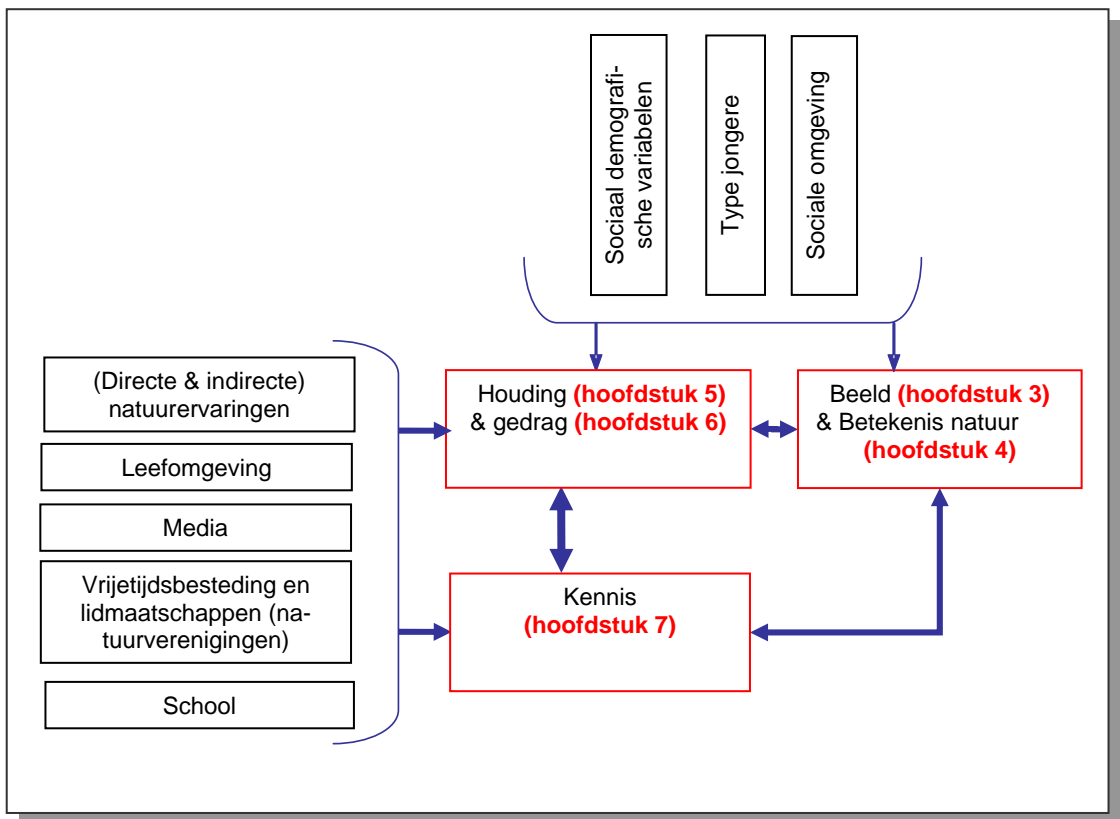 Sociaal demografi-
sche variabelen
Type jongere
Sociale omgeving
(Directe & indirecte)
natuurervaringen
Leefomgeving
Media
Vrijetijdsbesteding en
lidmaatschappen (na-
tuurverenigingen)
School
Houding (hoofdstuk 5)
& gedrag (hoofdstuk 6)
Beeld (hoofdstuk 3)
& Betekenis natuur
(hoofdstuk 4)
Kennis
(hoofdstuk 7)